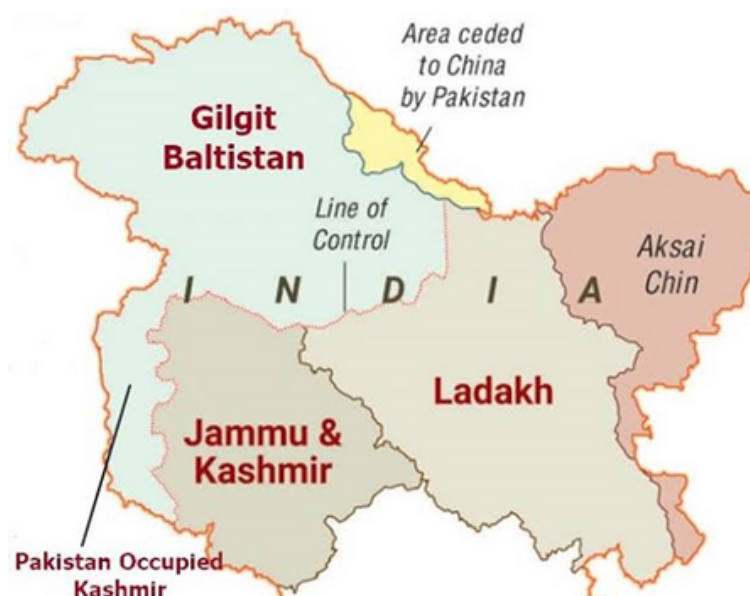 Area ceded
to China
by Pakistan
Gilgit
Baltistan
Line of
Control
Aksai
Chin
I N D I A
Ladakh
Jammu &
Kashmir
Pakistan Occupied
Kashmir